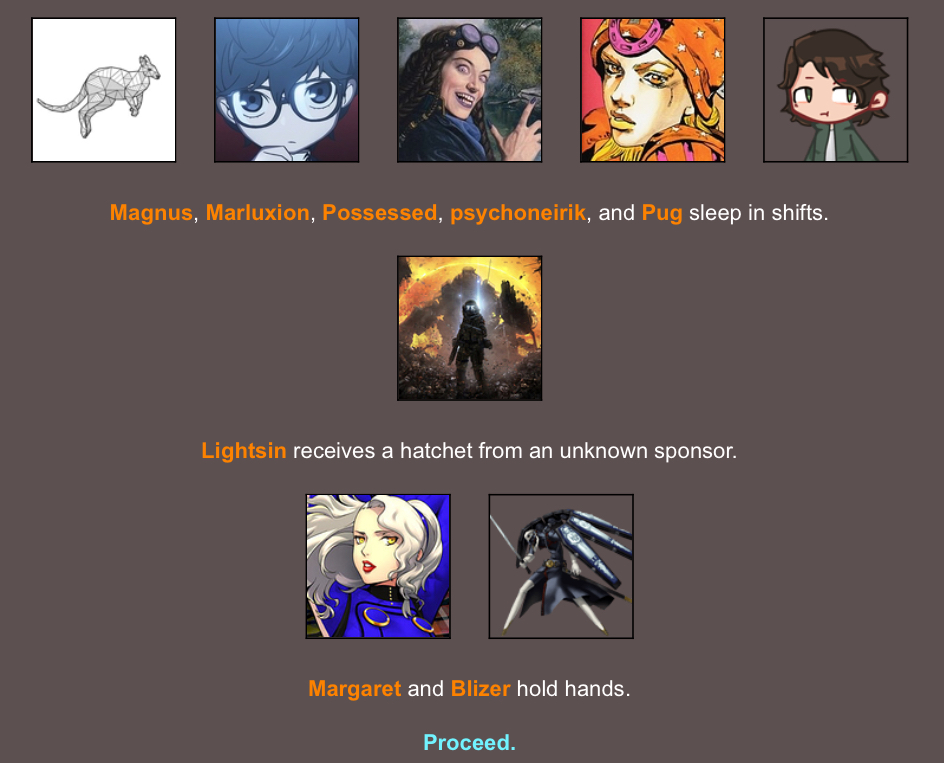 Magnus, Marluxion, Possessed, psychoneirik, and Pug sleep in shifts.
Lightsin receives a hatchet from an unknown sponsor.
Margaret and Blizer hold hands.
Proceed.